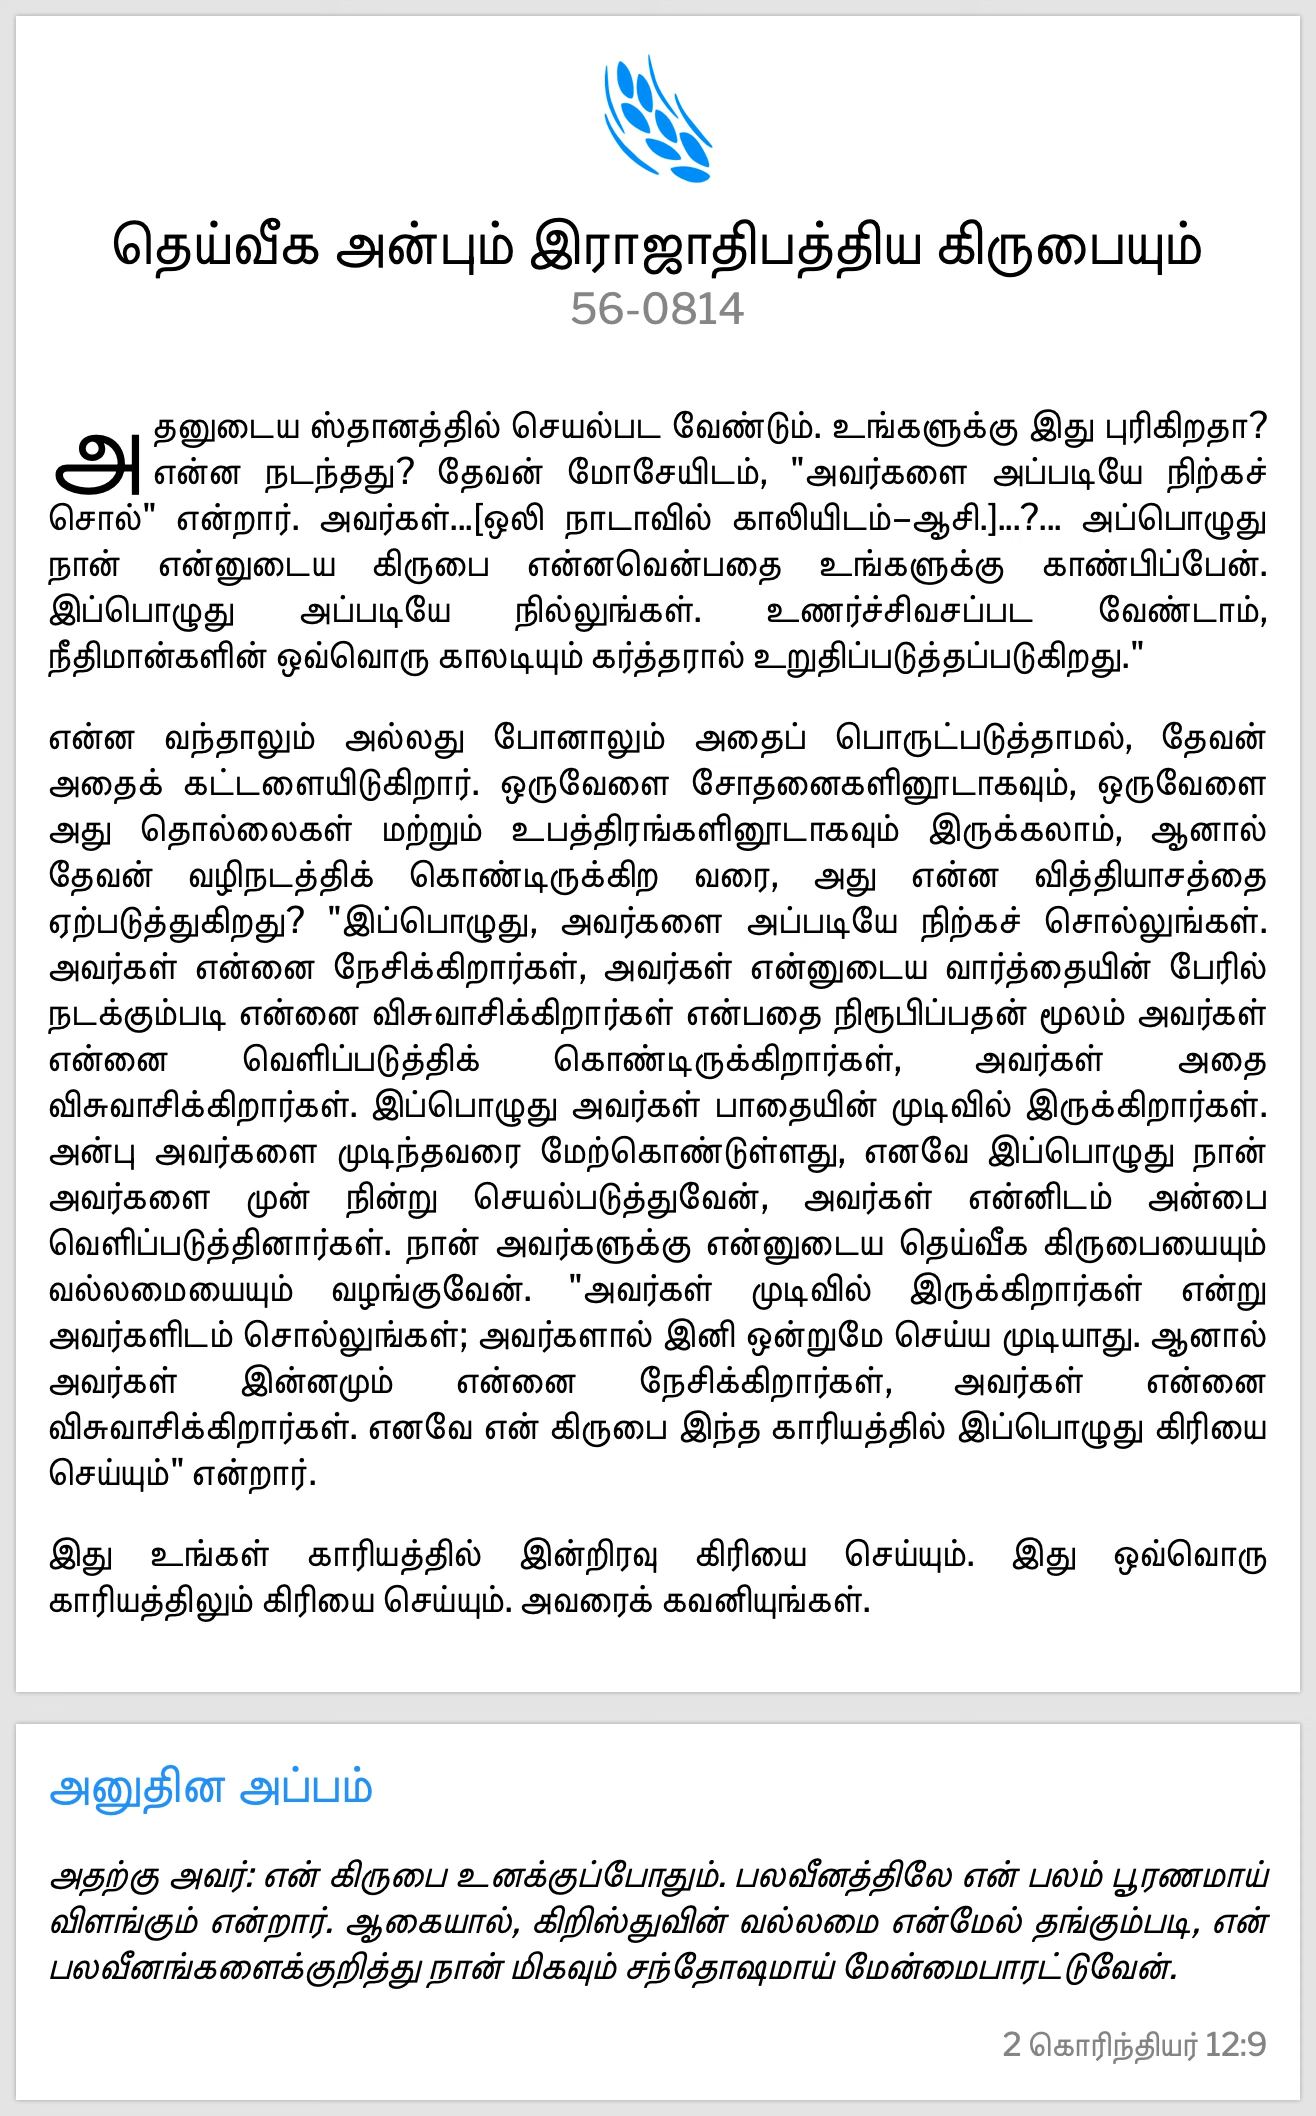 தெய்வீக அன்பும் இராஜாதிபத்திய கிருபையும்
56-0814
அதனுடைய ஸ்தானத்தில் செயல்பட வேண்டும். உங்களுக்கு இது புரிகிறதா?
என்ன நடந்தது? தேவன் மோசேயிடம், "அவர்களை அப்படியே நிற்கச்
சொல்" என்றார். அவர்கள்...[ஒலி நாடாவில் காலியிடம்–ஆசி.]...?... அப்பொழுது
நான் என்னுடைய கிருபை என்னவென்பதை உங்களுக்கு காண்பிப்பேன்.
இப்பொழுது அப்படியே நில்லுங்கள். உணர்ச்சிவசப்பட வேண்டாம்,
நீதிமான்களின் ஒவ்வொரு காலடியும் கர்த்தரால் உறுதிப்படுத்தப்படுகிறது."
என்ன வந்தாலும் அல்லது போனாலும் அதைப் பொருட்படுத்தாமல், தேவன்
அதைக் கட்டளையிடுகிறார். ஒருவேளை சோதனைகளினூடாகவும், ஒருவேளை
அது தொல்லைகள் மற்றும் உபத்திரங்களினூடாகவும் இருக்கலாம், ஆனால்
தேவன் வழிநடத்திக் கொண்டிருக்கிற வரை, அது என்ன வித்தியாசத்தை
ஏற்படுத்துகிறது? "இப்பொழுது, அவர்களை அப்படியே நிற்கச் சொல்லுங்கள்.
அவர்கள் என்னை நேசிக்கிறார்கள், அவர்கள் என்னுடைய வார்த்தையின் பேரில்
நடக்கும்படி என்னை விசுவாசிக்கிறார்கள் என்பதை நிரூபிப்பதன் மூலம் அவர்கள்
என்னை வெளிப்படுத்திக் கொண்டிருக்கிறார்கள், அவர்கள் அதை
விசுவாசிக்கிறார்கள். இப்பொழுது அவர்கள் பாதையின் முடிவில் இருக்கிறார்கள்.
அன்பு அவர்களை முடிந்தவரை மேற்கொண்டுள்ளது, எனவே இப்பொழுது நான்
அவர்களை முன் நின்று செயல்படுத்துவேன், அவர்கள் என்னிடம் அன்பை
வெளிப்படுத்தினார்கள். நான் அவர்களுக்கு என்னுடைய தெய்வீக கிருபையையும்
வல்லமையையும் வழங்குவேன். "அவர்கள் முடிவில் இருக்கிறார்கள் என்று
அவர்களிடம் சொல்லுங்கள்; அவர்களால் இனி ஒன்றுமே செய்ய முடியாது. ஆனால்
அவர்கள் இன்னமும் என்னை நேசிக்கிறார்கள், அவர்கள் என்னை
விசுவாசிக்கிறார்கள். எனவே என் கிருபை இந்த காரியத்தில் இப்பொழுது கிரியை
செய்யும்" என்றார்.
இது உங்கள் காரியத்தில் இன்றிரவு கிரியை செய்யும். இது ஒவ்வொரு
காரியத்திலும் கிரியை செய்யும். அவரைக் கவனியுங்கள்.
அனுதின அப்பம்
அதற்கு அவர்: என் கிருபை உனக்குப்போதும். பலவீனத்திலே என் பலம் பூரணமாய்
விளங்கும் என்றார். ஆகையால், கிறிஸ்துவின் வல்லமை என்மேல் தங்கும்படி, என்
பலவீனங்களைக்குறித்து நான் மிகவும் சந்தோஷமாய் மேன்மைபாரட்டுவேன்.
2 கொரிந்தியர் 12:9